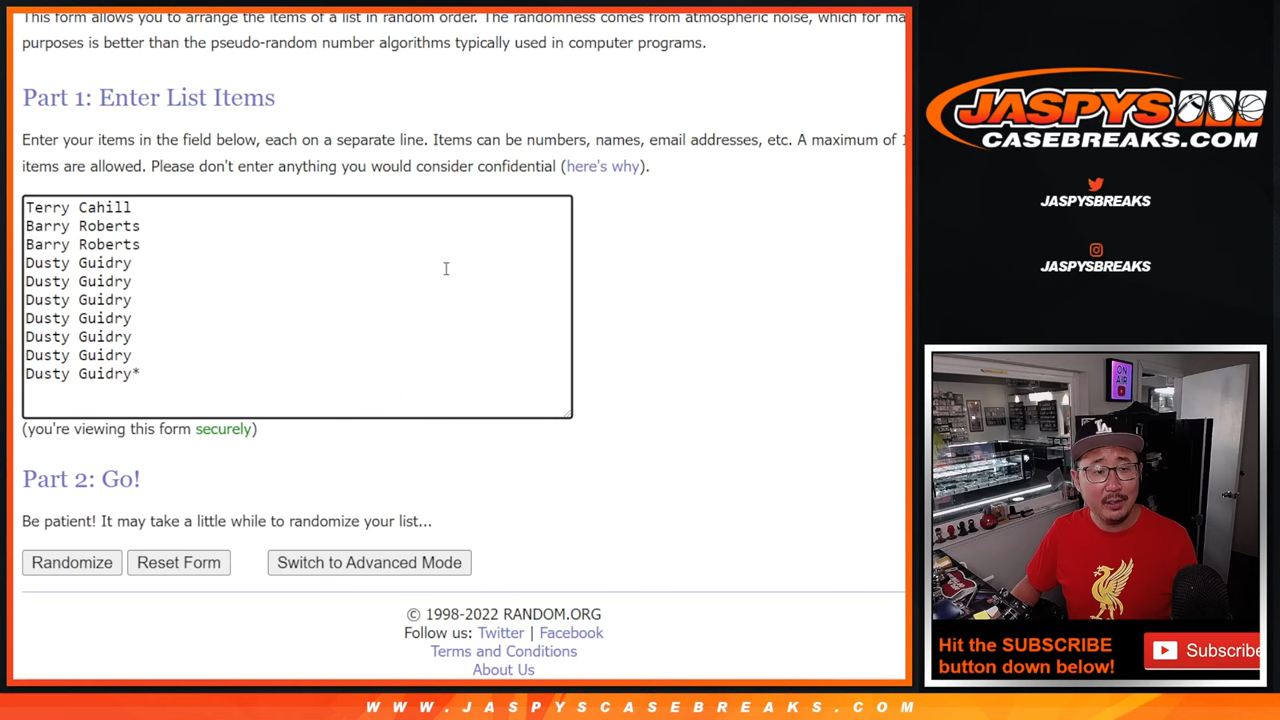 This form allows you to arrange the items of a list in random order. The randomness comes from atmospheric noise, which for ma
purposes is better than the pseudo-random number algorithms typically used in computer programs.
Part 1: Enter List Items
Enter your items in the field below, each on a separate line. Items can be numbers, names, email addresses, etc. A maximum of 1
items are allowed. Please don't enter anything you would consider confidential (here's why).
Terry Cahill
Barry Roberts
Barry Roberts
Dusty Guidry
Dusty Guidry
Dusty Guidry
Dusty Guidry
Dusty Guidry
Dusty Guidry
Dusty Guidry*
(you're viewing this form securely)
Part 2: Go!
Be patient! It may take a little while to randomize your list...
Randomize Reset Form Switch to Advanced Mode
© 1998-2022 RANDOM.ORG
Follow us: Twitter | Facebook
Terms and Conditions
About Us
JASPYS
CASEBREAKS.COM
JASPYSBREAKS
JASPYSBREAKS
ON
AIR
LA
Hit the SUBSCRIBE
button down below!
Subscribe
WWW.JASPYSCASEBREAKS.COM